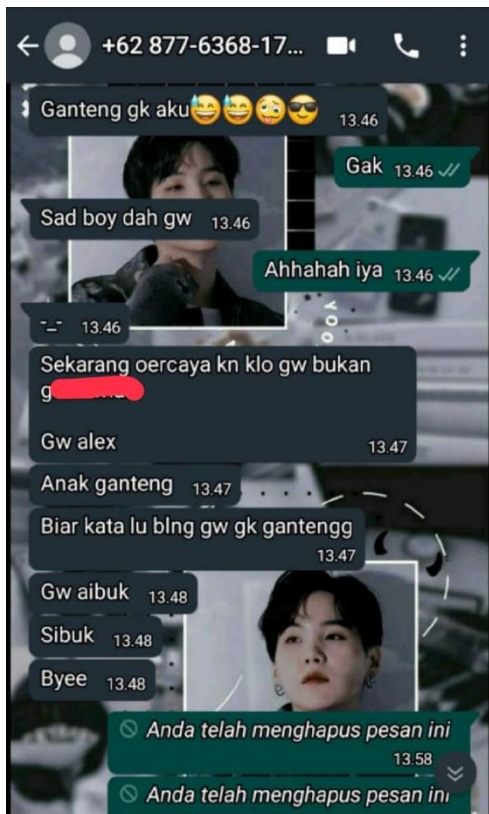 +62 877-6368-17...
Ganteng gk aku😅😅🥴😎 13.46
Gak 13.46
Sad boy dah gw 13.46
Ahhahah iya 13.46
-_- 13.46
Sekarang oercaya kn klo gw bukan
g
Gw alex 13.47
Anak ganteng 13.47
Biar kata lu blng gw gk gantengg
13.47
Gw aibuk 13.48
Sibuk 13.48
Byee 13.48
Anda telah menghapus pesan ini
13.58
Anda telah menghapus pesan ini